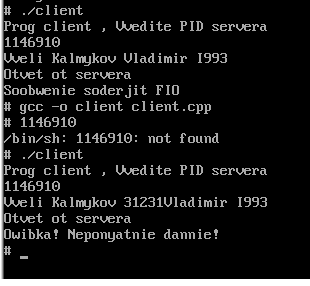 # ./client
Prog client , Vvedite PID servera
1146910
Vveli Kalmykov Vladimir I993
Otvet ot servera
Soobwenie soderjit FIO
# gcc -o client client.cpp
# 1146910
/bin/sh: 1146910: not found
# ./client
Prog client , Vvedite PID servera
1146910
Vveli Kalmykov 31231Vladimir I993
Otvet ot servera
Owibka! Neponyatnie dannie!
# _